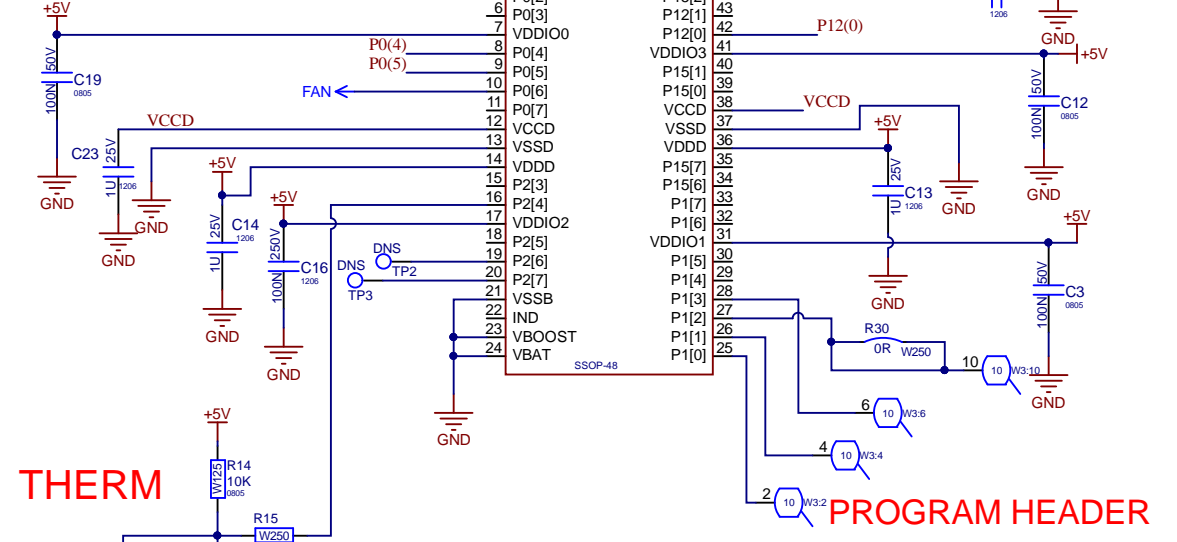 +5V
50V
C19
100N
0805
GND
6
P0[3]
7
VDDIO0
P0(4)
8
P0[4]
P0(5)
9
P0[5]
FAN
10
P0[6]
11
P0[7]
VCCD
12
VCCD
13
VSSD
14
VDDD
15
P2[3]
16
P2[4]
17
VDDIO2
18
P2[5]
19
P2[6]
20
P2[7]
21
VSSB
22
IND
23
VBOOST
24
VBAT
SSOP-48
C23
25V
1U
1206
GND
GND
+5V
25V
C14
1206
1U
GND
+5V
250V
C16
1206
100N
GND
DNS
TP2
DNS
TP3
GND
P12[1]
43
P12[0]
42
P12(0)
VDDIO3
41
P15[1]
40
P15[0]
39
VCCD
38
VCCD
VSSD
37
VDDD
36
P15[7]
35
P15[6]
34
P1[7]
33
P1[6]
32
VDDIO1
31
P1[5]
30
P1[4]
29
P1[3]
28
P1[2]
27
P1[1]
26
P1[0]
25
1206
GND
+5V
50V
C12
0805
100N
GND
+5V
25V
C13
1206
1U
GND
GND
+5V
50V
C3
0805
100N
GND
R30
0R
W250
10
10
W3:10
6
10
W3:6
4
10
W3:4
2
10
W3:2
PROGRAM HEADER
THERM
+5V
R14
W125
10K
0805
R15
W250